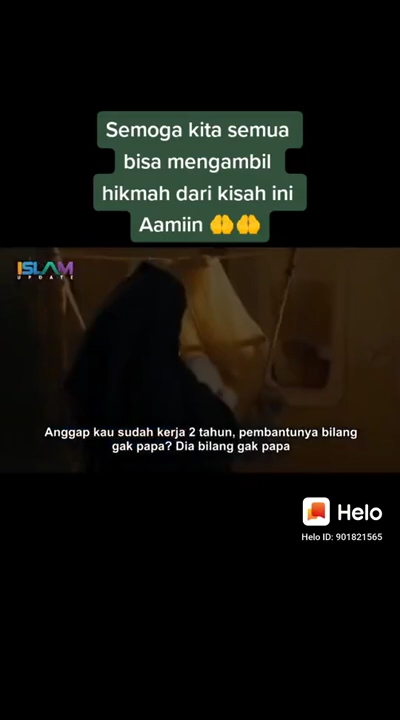 Semoga kita semua
bisa mengambil
hikmah dari kisah ini
Aamiin 🤲🤲
ISLAM
UPDATE
Anggap kau sudah kerja 2 tahun, pembantunya bilang
gak papa? Dia bilang gak papa
Helo
Helo ID: 901821565